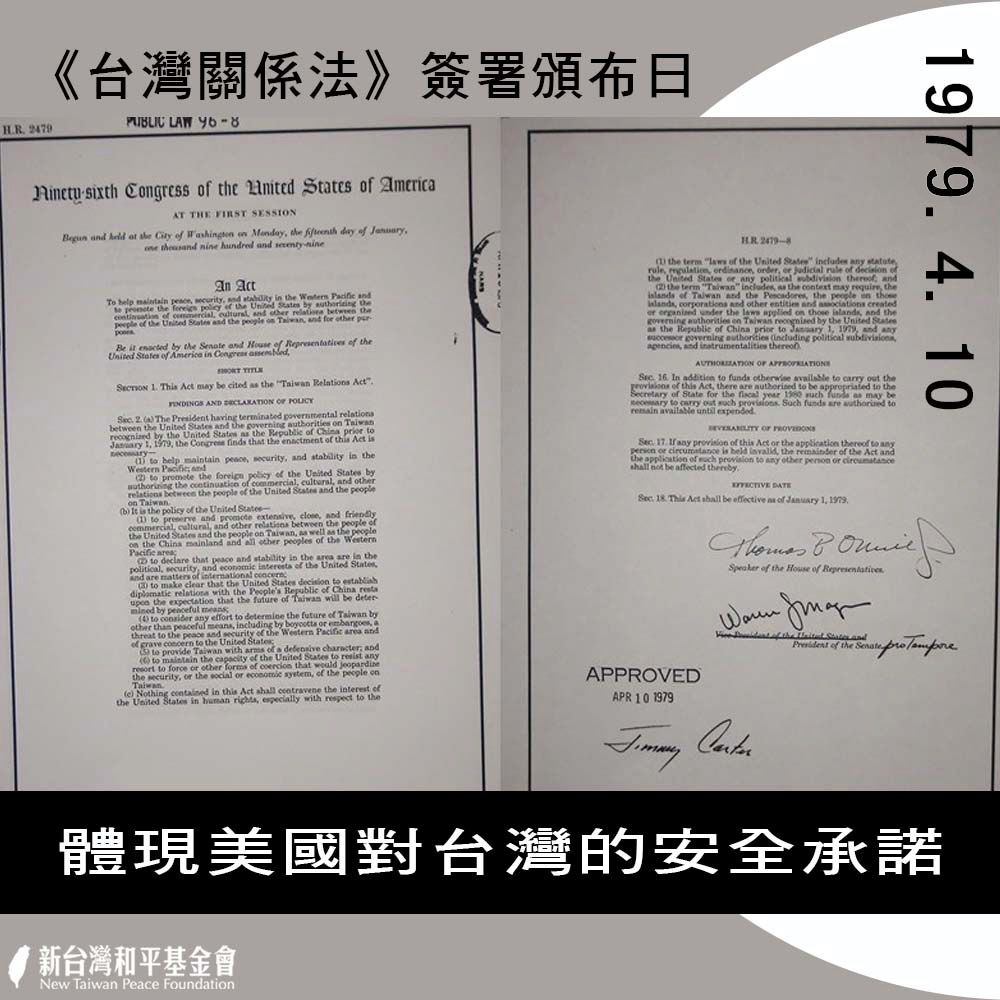 《台灣關係法》簽署頒布日
1979. 4. 10
H.R. 2479
PUBLIC LAW 96-8
Ninety-sixth Congress of the United States of America
AT THE FIRST SESSION
Begun and held at the City of Washington on Monday, the fifteenth day of January,
one thousand nine hundred and seventy-nine
An Act
To help maintain peace, security, and stability in the Western Pacific and
to promote the foreign policy of the United States by authorizing the
continuation of commercial, cultural, and other relations between the
people of the United States and the people on Taiwan, and for other pur-
poses.
Be it enacted by the Senate and House of Representatives of the
United States of America in Congress assembled,
SHORT TITLE
SECTION 1. This Act may be cited as the "Taiwan Relations Act".
FINDINGS AND DECLARATION OF POLICY
SEC. 2. (a) The President having terminated governmental relations
between the United States and the governing authorities on Taiwan
recognized by the United States as the Republic of China prior to
January 1, 1979, the Congress finds that the enactment of this Act is
necessary—
(1) to help maintain peace, security, and stability in the
Western Pacific; and
(2) to promote the foreign policy of the United States by
authorizing the continuation of commercial, cultural, and other
relations between the people of the United States and the people
on Taiwan.
(b) It is the policy of the United States—
(1) to preserve and promote extensive, close, and friendly
commercial, cultural, and other relations between the people of
the United States and the people on Taiwan, as well as the people
on the China mainland and all other peoples of the Western
Pacific area;
(2) to declare that peace and stability in the area are in the
political, security, and economic interests of the United States,
and are matters of international concern;
(3) to make clear that the United States decision to establish
diplomatic relations with the People's Republic of China rests
upon the expectation that the future of Taiwan will be deter-
mined by peaceful means;
(4) to consider any effort to determine the future of Taiwan by
other than peaceful means, including by boycotts or embargoes, a
threat to the peace and security of the Western Pacific area and
of grave concern to the United States;
(5) to provide Taiwan with arms of a defensive character; and
(6) to maintain the capacity of the United States to resist any
resort to force or other forms of coercion that would jeopardize
the security, or the social or economic system, of the people on
Taiwan.
(c) Nothing contained in this Act shall contravene the interest of
the United States in human rights, especially with respect to the
H.R. 2479—8
(1) the term "laws of the United States" includes any statute,
rule, regulation, ordinance, order, or judicial rule of decision of
the United States or any political subdivision thereof; and
(2) the term "Taiwan" includes, as the context may require, the
islands of Taiwan and the Pescadores, the people on those
islands, corporations and other entities and associations created
or organized under the laws applied on those islands, and the
governing authorities on Taiwan recognized by the United States
as the Republic of China prior to January 1, 1979, and any
successor governing authorities (including political subdivisions,
agencies, and instrumentalities thereof).
AUTHORIZATION OF APPROPRIATIONS
SEC. 16. In addition to funds otherwise available to carry out the
provisions of this Act, there are authorized to be appropriated to the
Secretary of State for the fiscal year 1980 such funds as may be
necessary to carry out such provisions. Such funds are authorized to
remain available until expended.
SEVERABILITY OF PROVISIONS
SEC. 17. If any provision of this Act or the application thereof to any
person or circumstance is held invalid, the remainder of the Act and
the application of such provision to any other person or circumstance
shall not be affected thereby.
EFFECTIVE DATE
SEC. 18. This Act shall be effective as of January 1, 1979.
Thomas P O'Neill Jr.
Speaker of the House of Representatives.
Vice President of the United States and
President of the Senate pro Tempore
APPROVED
APR 10 1979
Jimmy Carter
體現美國對台灣的安全承諾
新台灣和平基金會
New Taiwan Peace Foundation